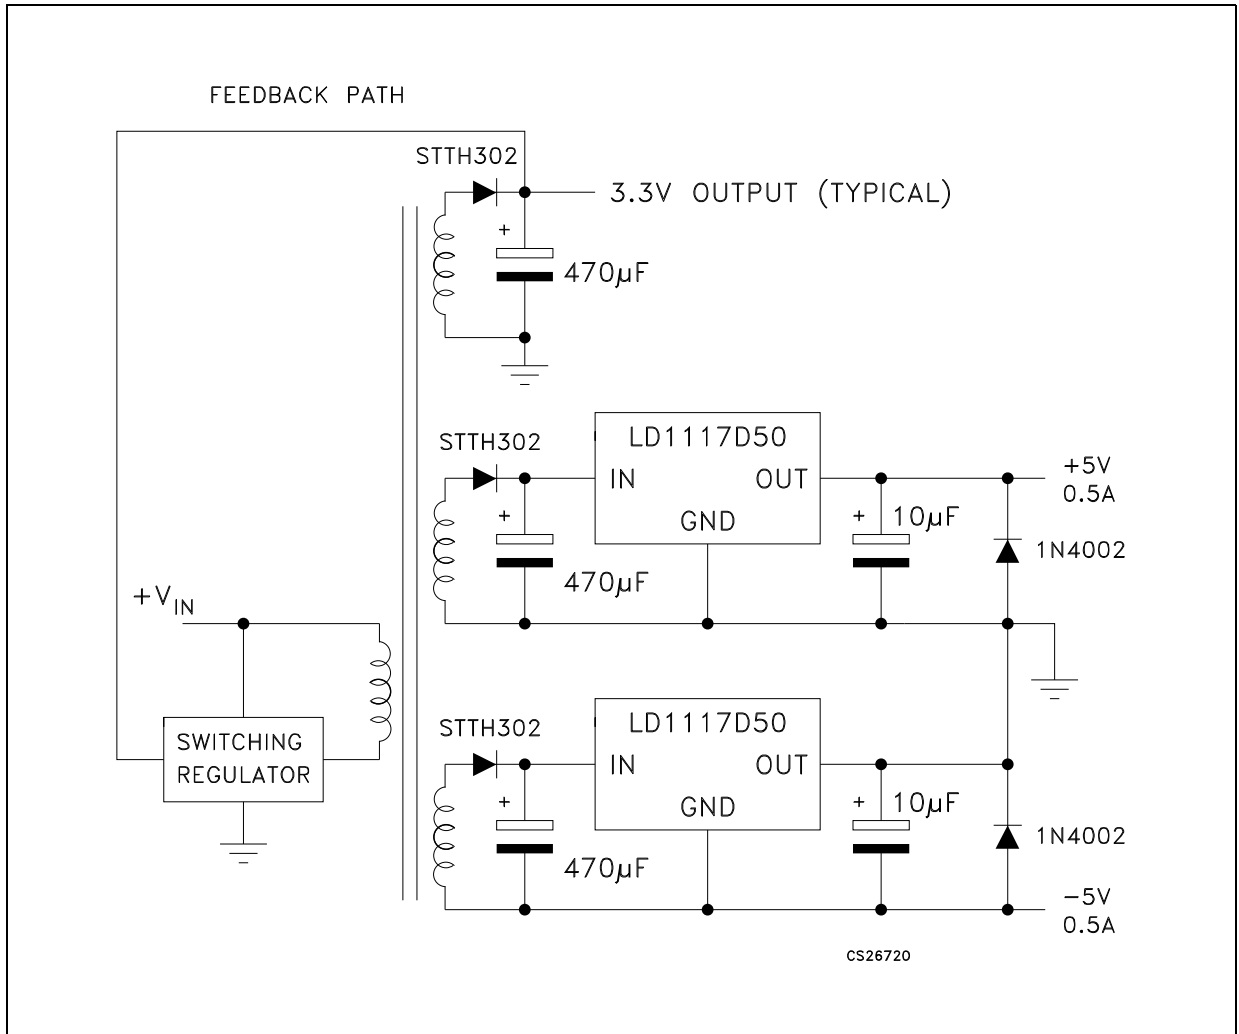 FEEDBACK PATH
STTH302
3.3V OUTPUT (TYPICAL)
+
470µF
STTH302
LD1117D50
IN
OUT
GND
+
470µF
+
10µF
+5V
0.5A
1N4002
+VIN
SWITCHING
REGULATOR
STTH302
LD1117D50
IN
OUT
GND
+
470µF
+
10µF
1N4002
−5V
0.5A
CS26720